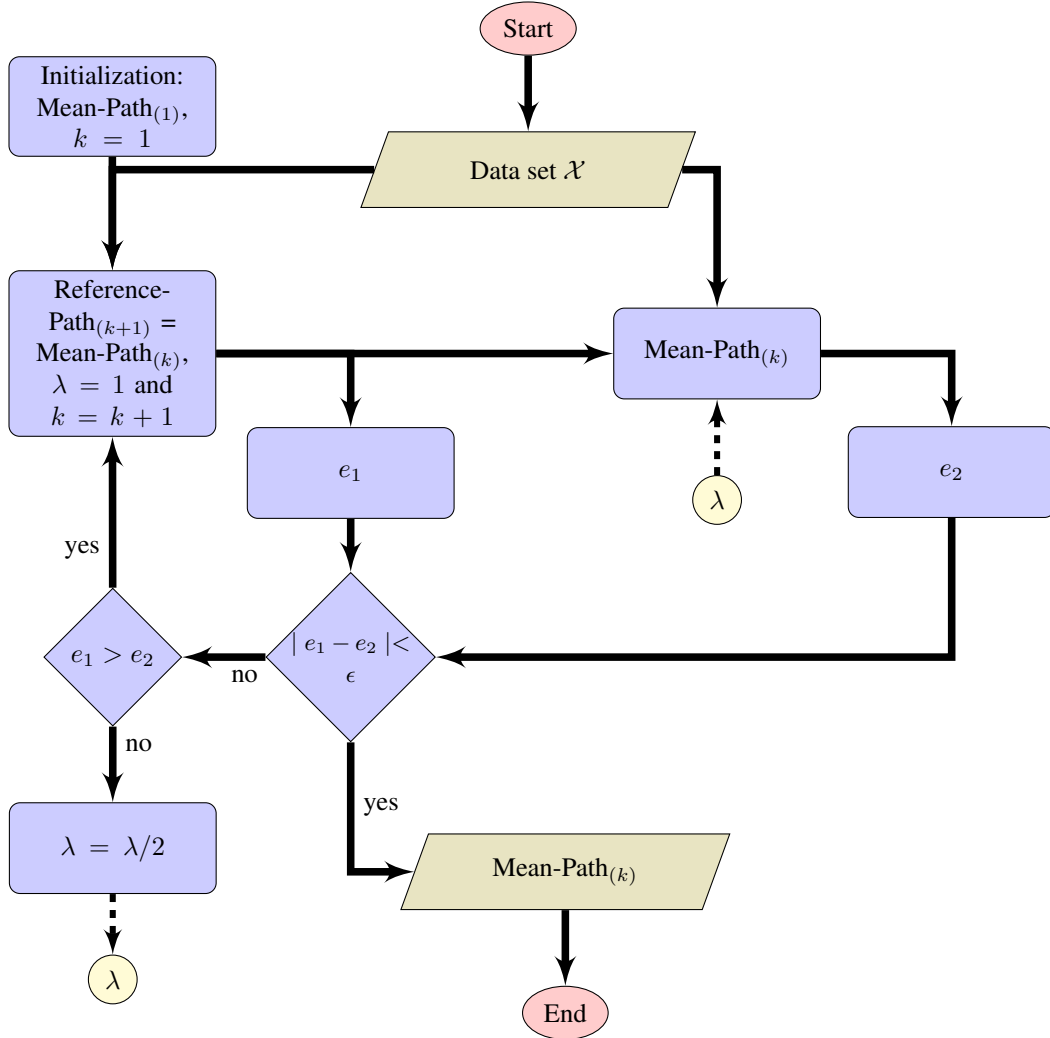 Start
Initialization:
Mean-Path₍₁₎,
k = 1
Data set 𝒳
Reference-
Path₍ₖ₊₁₎ =
Mean-Path₍ₖ₎,
λ = 1 and
k = k + 1
Mean-Path₍ₖ₎
e₁
e₂
λ
yes
e₁ > e₂
no
| e₁ − e₂ |<
ϵ
no
yes
λ = λ/2
Mean-Path₍ₖ₎
λ
End